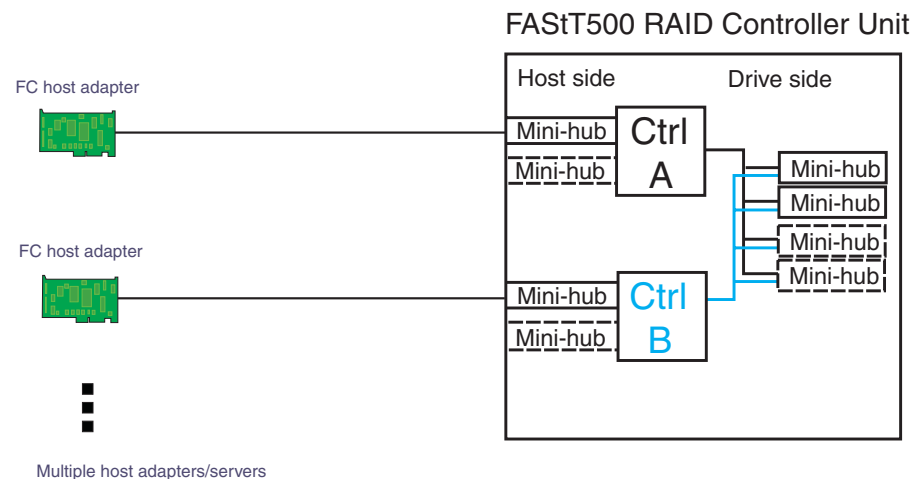 FAStT500 RAID Controller Unit
Host side
Drive side
FC host adapter
Mini-hub
Mini-hub
Ctrl
A
Mini-hub
Mini-hub
Mini-hub
Mini-hub
FC host adapter
Mini-hub
Mini-hub
Ctrl
B
Multiple host adapters/servers